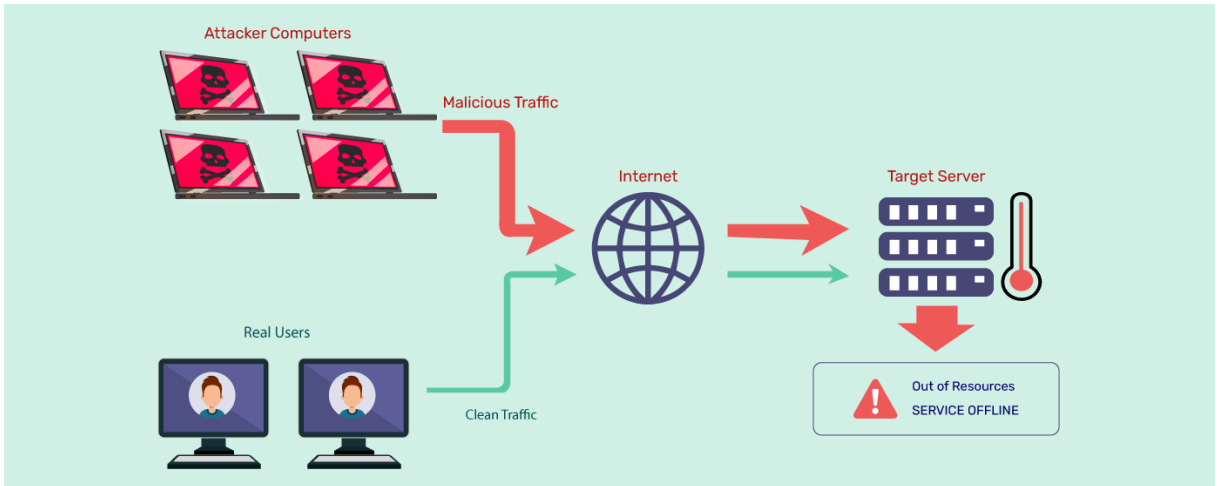 Attacker Computers
Malicious Traffic
Internet
Target Server
Real Users
Clean Traffic
Out of Resources
SERVICE OFFLINE